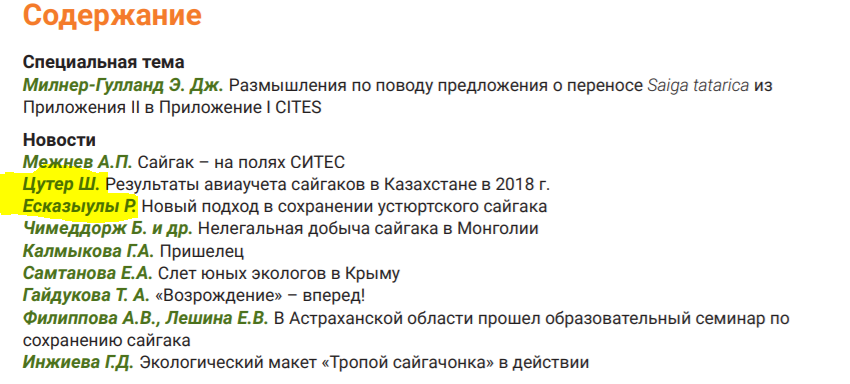 Содержание
Специальная тема
Милнер-Гулланд Э. Дж. Размышления по поводу предложения о переносе Saiga tatarica из
Приложения II в Приложение I CITES
Новости
Межнев А.П. Сайгак – на полях СИТЕС
Цутер Ш. Результаты авиаучета сайгаков в Казахстане в 2018 г.
Есказыулы Р. Новый подход в сохранении устюртского сайгака
Чимеддорж Б. и др. Нелегальная добыча сайгака в Монголии
Калмыкова Г.А. Пришелец
Самтанова Е.А. Слет юных экологов в Крыму
Гайдукова Т. А. «Возрождение» – вперед!
Филиппова А.В., Лешина Е.В. В Астраханской области прошел образовательный семинар по
сохранению сайгака
Инжиева Г.Д. Экологический макет «Тропой сайгачонка» в действии